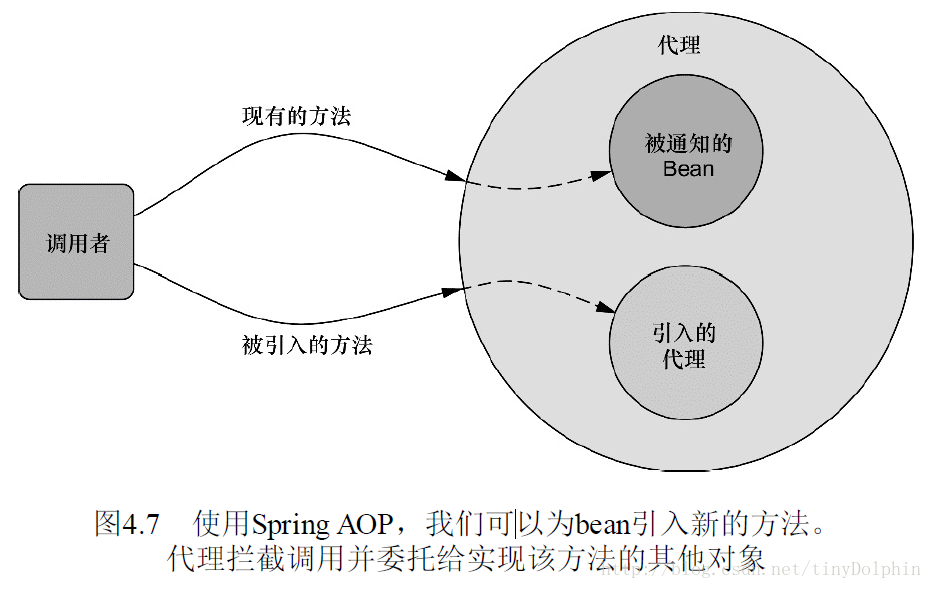 代理
现有的方法
被通知的
Bean
调用者
引入的
代理
被引入的方法
图4.7 使用Spring AOP，我们可以为bean引入新的方法。
代理拦截调用并委托给实现该方法的其他对象
http://blog.csdn.net/tinyDolphin